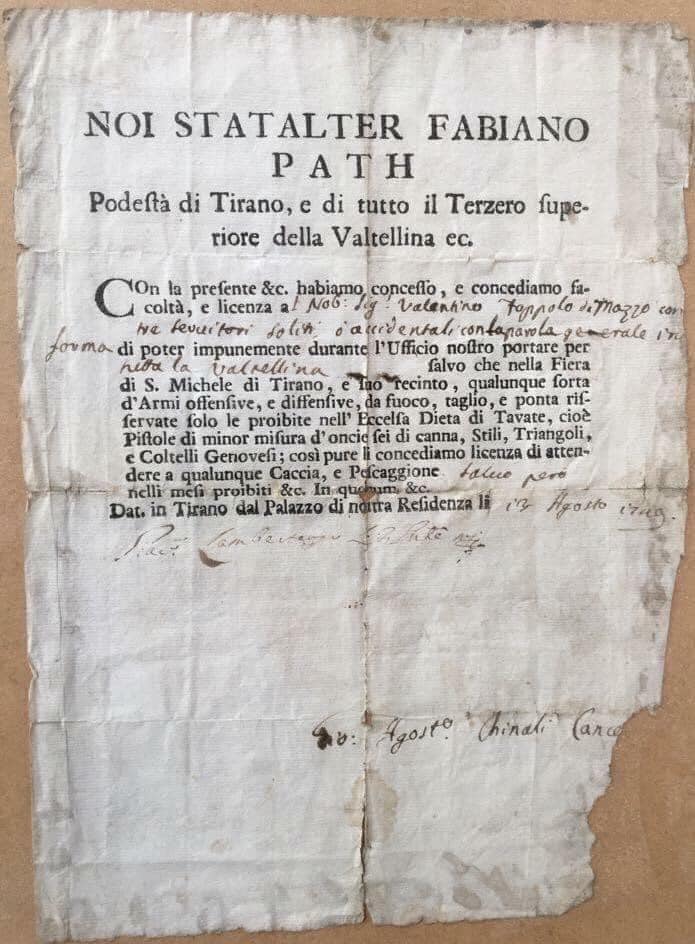 NOI STATALTER FABIANO
PATH
Podeſtà di Tirano, e di tutto il Terzero ſupe-
riore della Valtellina ec.
COn la preſente &c. habiamo conceſſo, e concediamo fa-
coltà, e licenza al Nob: Sig: Valentino Foppolo di Mazzo con
tre servitori soliti o accidentali con la parola generale in
forma di poter impunemente durante l'Ufficio noſtro portare per
tutta la Valtellina ſalvo che nella Fiera
di S. Michele di Tirano, e ſuo recinto, qualunque ſorta
d'Armi offenſive, e diffenſive, da fuoco, taglio, e ponta riſ-
ſervate ſolo le proibite nell' Eccelſa Dieta di Tavate, cioè
Piſtole di minor miſura d'oncie ſei di canna, Stili, Triangoli,
e Coltelli Genoveſi; così pure li concediamo licenza di atten-
dere a qualunque Caccia, e Peſcaggione salvo però
nelli meſi proibiti &c. In quorum &c.
Dat. in Tirano dal Palazzo di noſtra Reſidenza li 13 Agosto
Gio: Agosto Chinali Cance